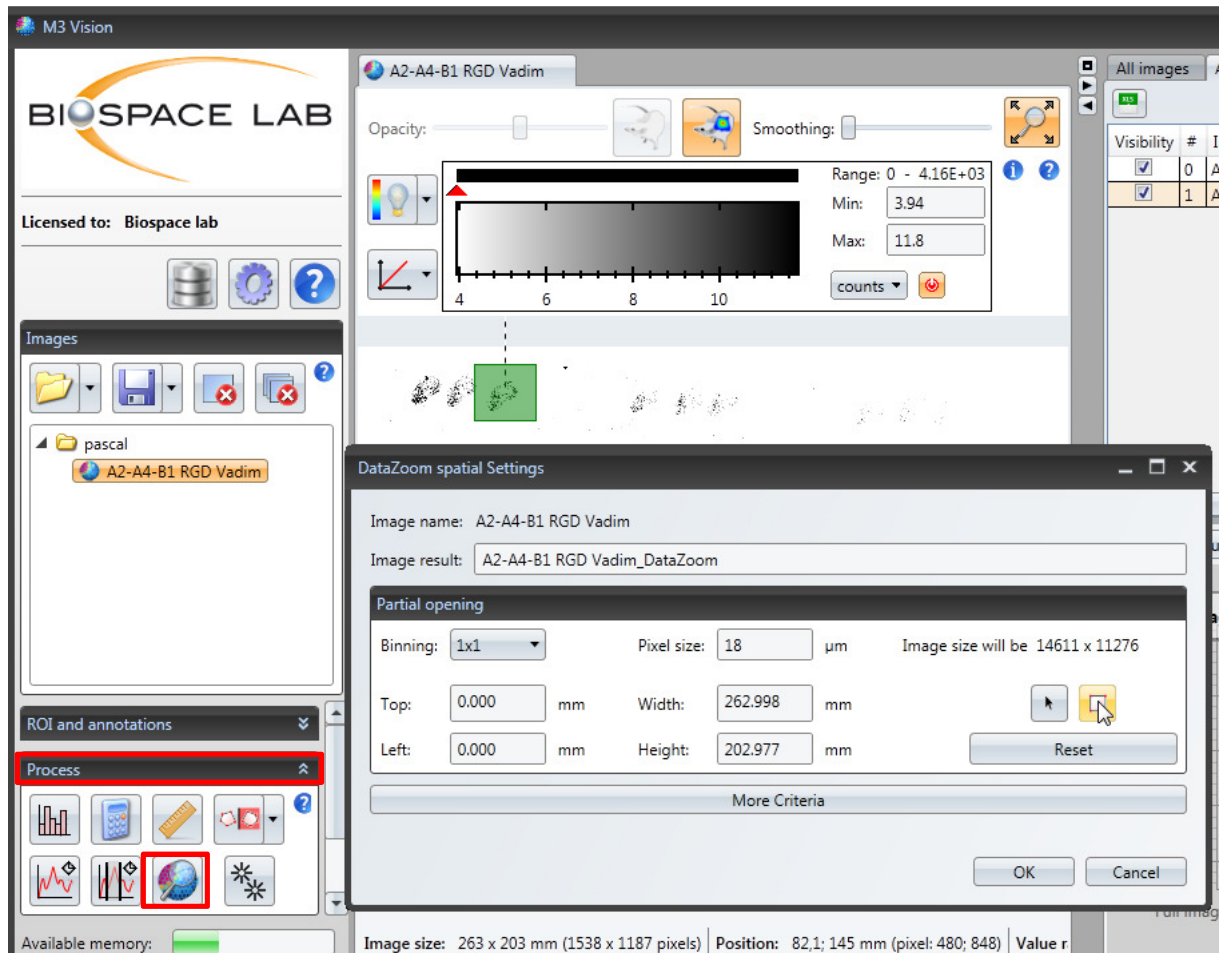 M3 Vision
BIOSPACE LAB
Licensed to: Biospace lab
Images
pascal
A2-A4-B1 RGD Vadim
ROI and annotations
Process
Available memory:
A2-A4-B1 RGD Vadim
Opacity:
Smoothing:
Range: 0 - 4.16E+03
Min: 3.94
Max: 11.8
counts
4 6 8 10
All images
XLS
Visibility #
0
1
DataZoom spatial Settings
Image name: A2-A4-B1 RGD Vadim
Image result: A2-A4-B1 RGD Vadim_DataZoom
Partial opening
Binning: 1x1 Pixel size: 18 µm Image size will be 14611 x 11276
Top: 0.000 mm Width: 262.998 mm
Left: 0.000 mm Height: 202.977 mm Reset
More Criteria
OK Cancel
Image size: 263 x 203 mm (1538 x 1187 pixels) Position: 82,1; 145 mm (pixel: 480; 848) Value